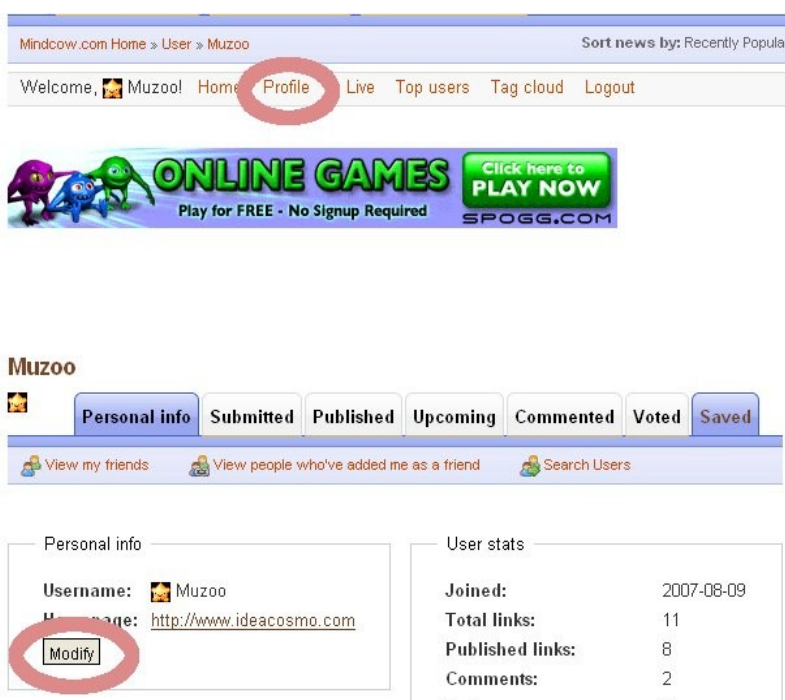 Mindcow.com Home » User » Muzoo Sort news by: Recently Popula
Welcome, Muzoo! Home Profile Live Top users Tag cloud Logout
ONLINE GAMES
Play for FREE - No Signup Required
Click here to
PLAY NOW
SPOGG.COM
Muzoo
Personal info Submitted Published Upcoming Commented Voted Saved
View my friends View people who've added me as a friend Search Users
Personal info
Username: Muzoo
Homepage: http://www.ideacosmo.com
Modify
User stats
Joined: 2007-08-09
Total links: 11
Published links: 8
Comments: 2